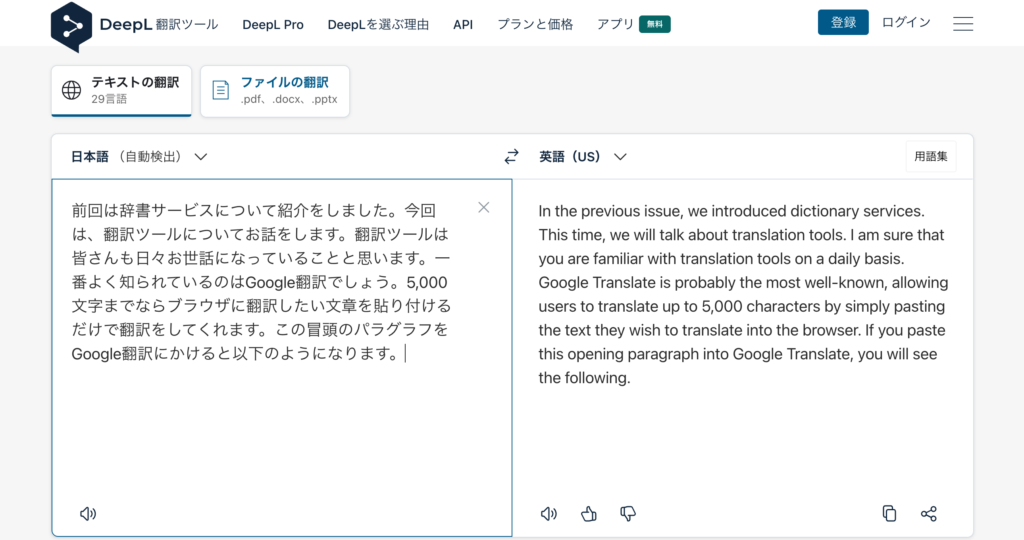 DeepL 翻訳ツール
DeepL Pro
DeepLを選ぶ理由
API
プランと価格
アプリ 無料
登録
ログイン
テキストの翻訳
29言語
ファイルの翻訳
.pdf、.docx、.pptx
日本語 （自動検出）
英語（US）
用語集
前回は辞書サービスについて紹介をしました。今回
は、翻訳ツールについてお話をします。翻訳ツールは
皆さんも日々お世話になっていることと思います。一
番よく知られているのはGoogle翻訳でしょう。5,000
文字までならブラウザに翻訳したい文章を貼り付ける
だけで翻訳をしてくれます。この冒頭のパラグラフを
Google翻訳にかけると以下のようになります。
In the previous issue, we introduced dictionary services.
This time, we will talk about translation tools. I am sure that
you are familiar with translation tools on a daily basis.
Google Translate is probably the most well-known, allowing
users to translate up to 5,000 characters by simply pasting
the text they wish to translate into the browser. If you paste
this opening paragraph into Google Translate, you will see
the following.